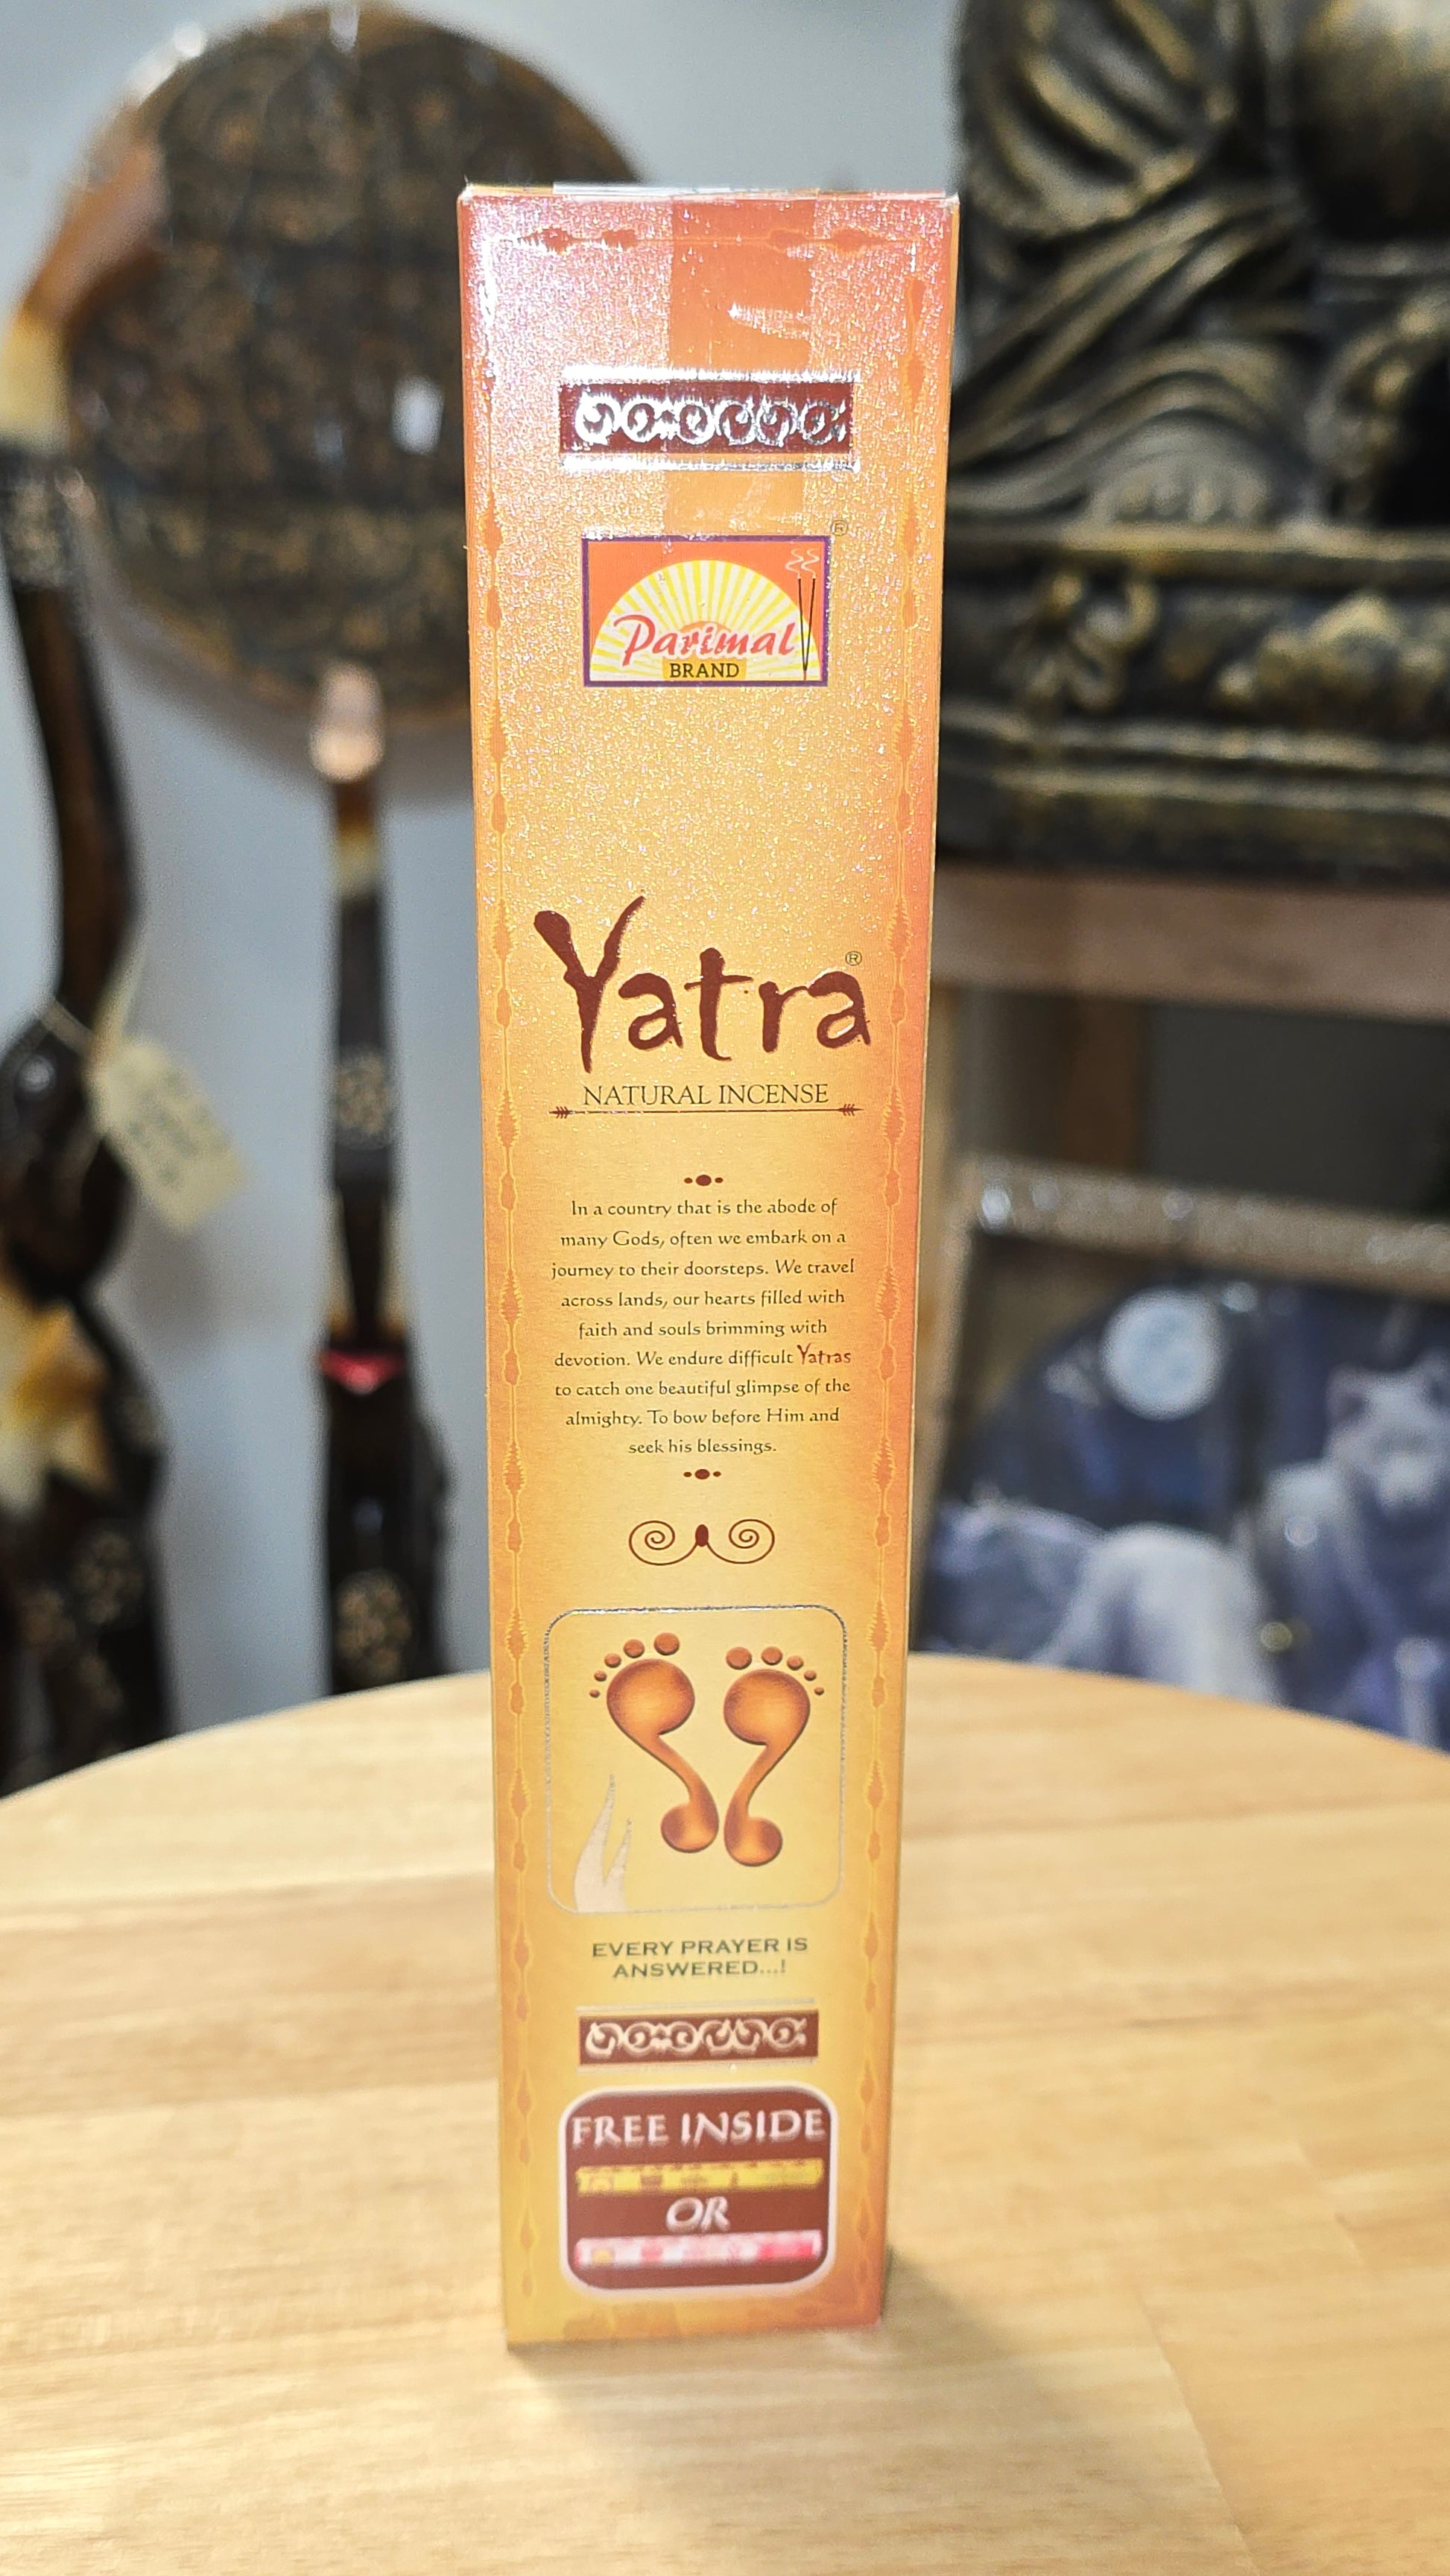 ®
Parimal
BRAND
Yatra®
NATURAL INCENSE
In a country that is the abode of
many Gods, often we embark on a
journey to their doorsteps. We travel
across lands, our hearts filled with
faith and souls brimming with
devotion. We endure difficult Yatras
to catch one beautiful glimpse of the
almighty. To bow before Him and
seek his blessings.
EVERY PRAYER IS
ANSWERED...!
FREE INSIDE
OR